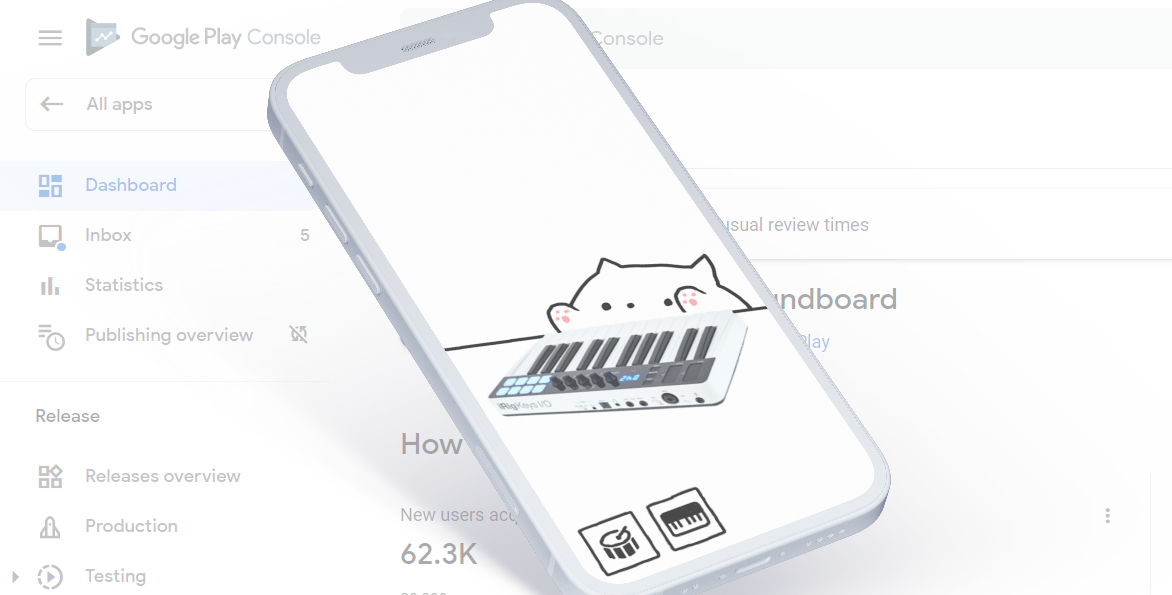 Google Play Console
Console
All apps
Dashboard
Inbox 5
Statistics
Publishing overview
Release
Releases overview
Production
Testing
usual review times
ndboard
Play
How
New users acq
62.3K
iRig Keys I/O